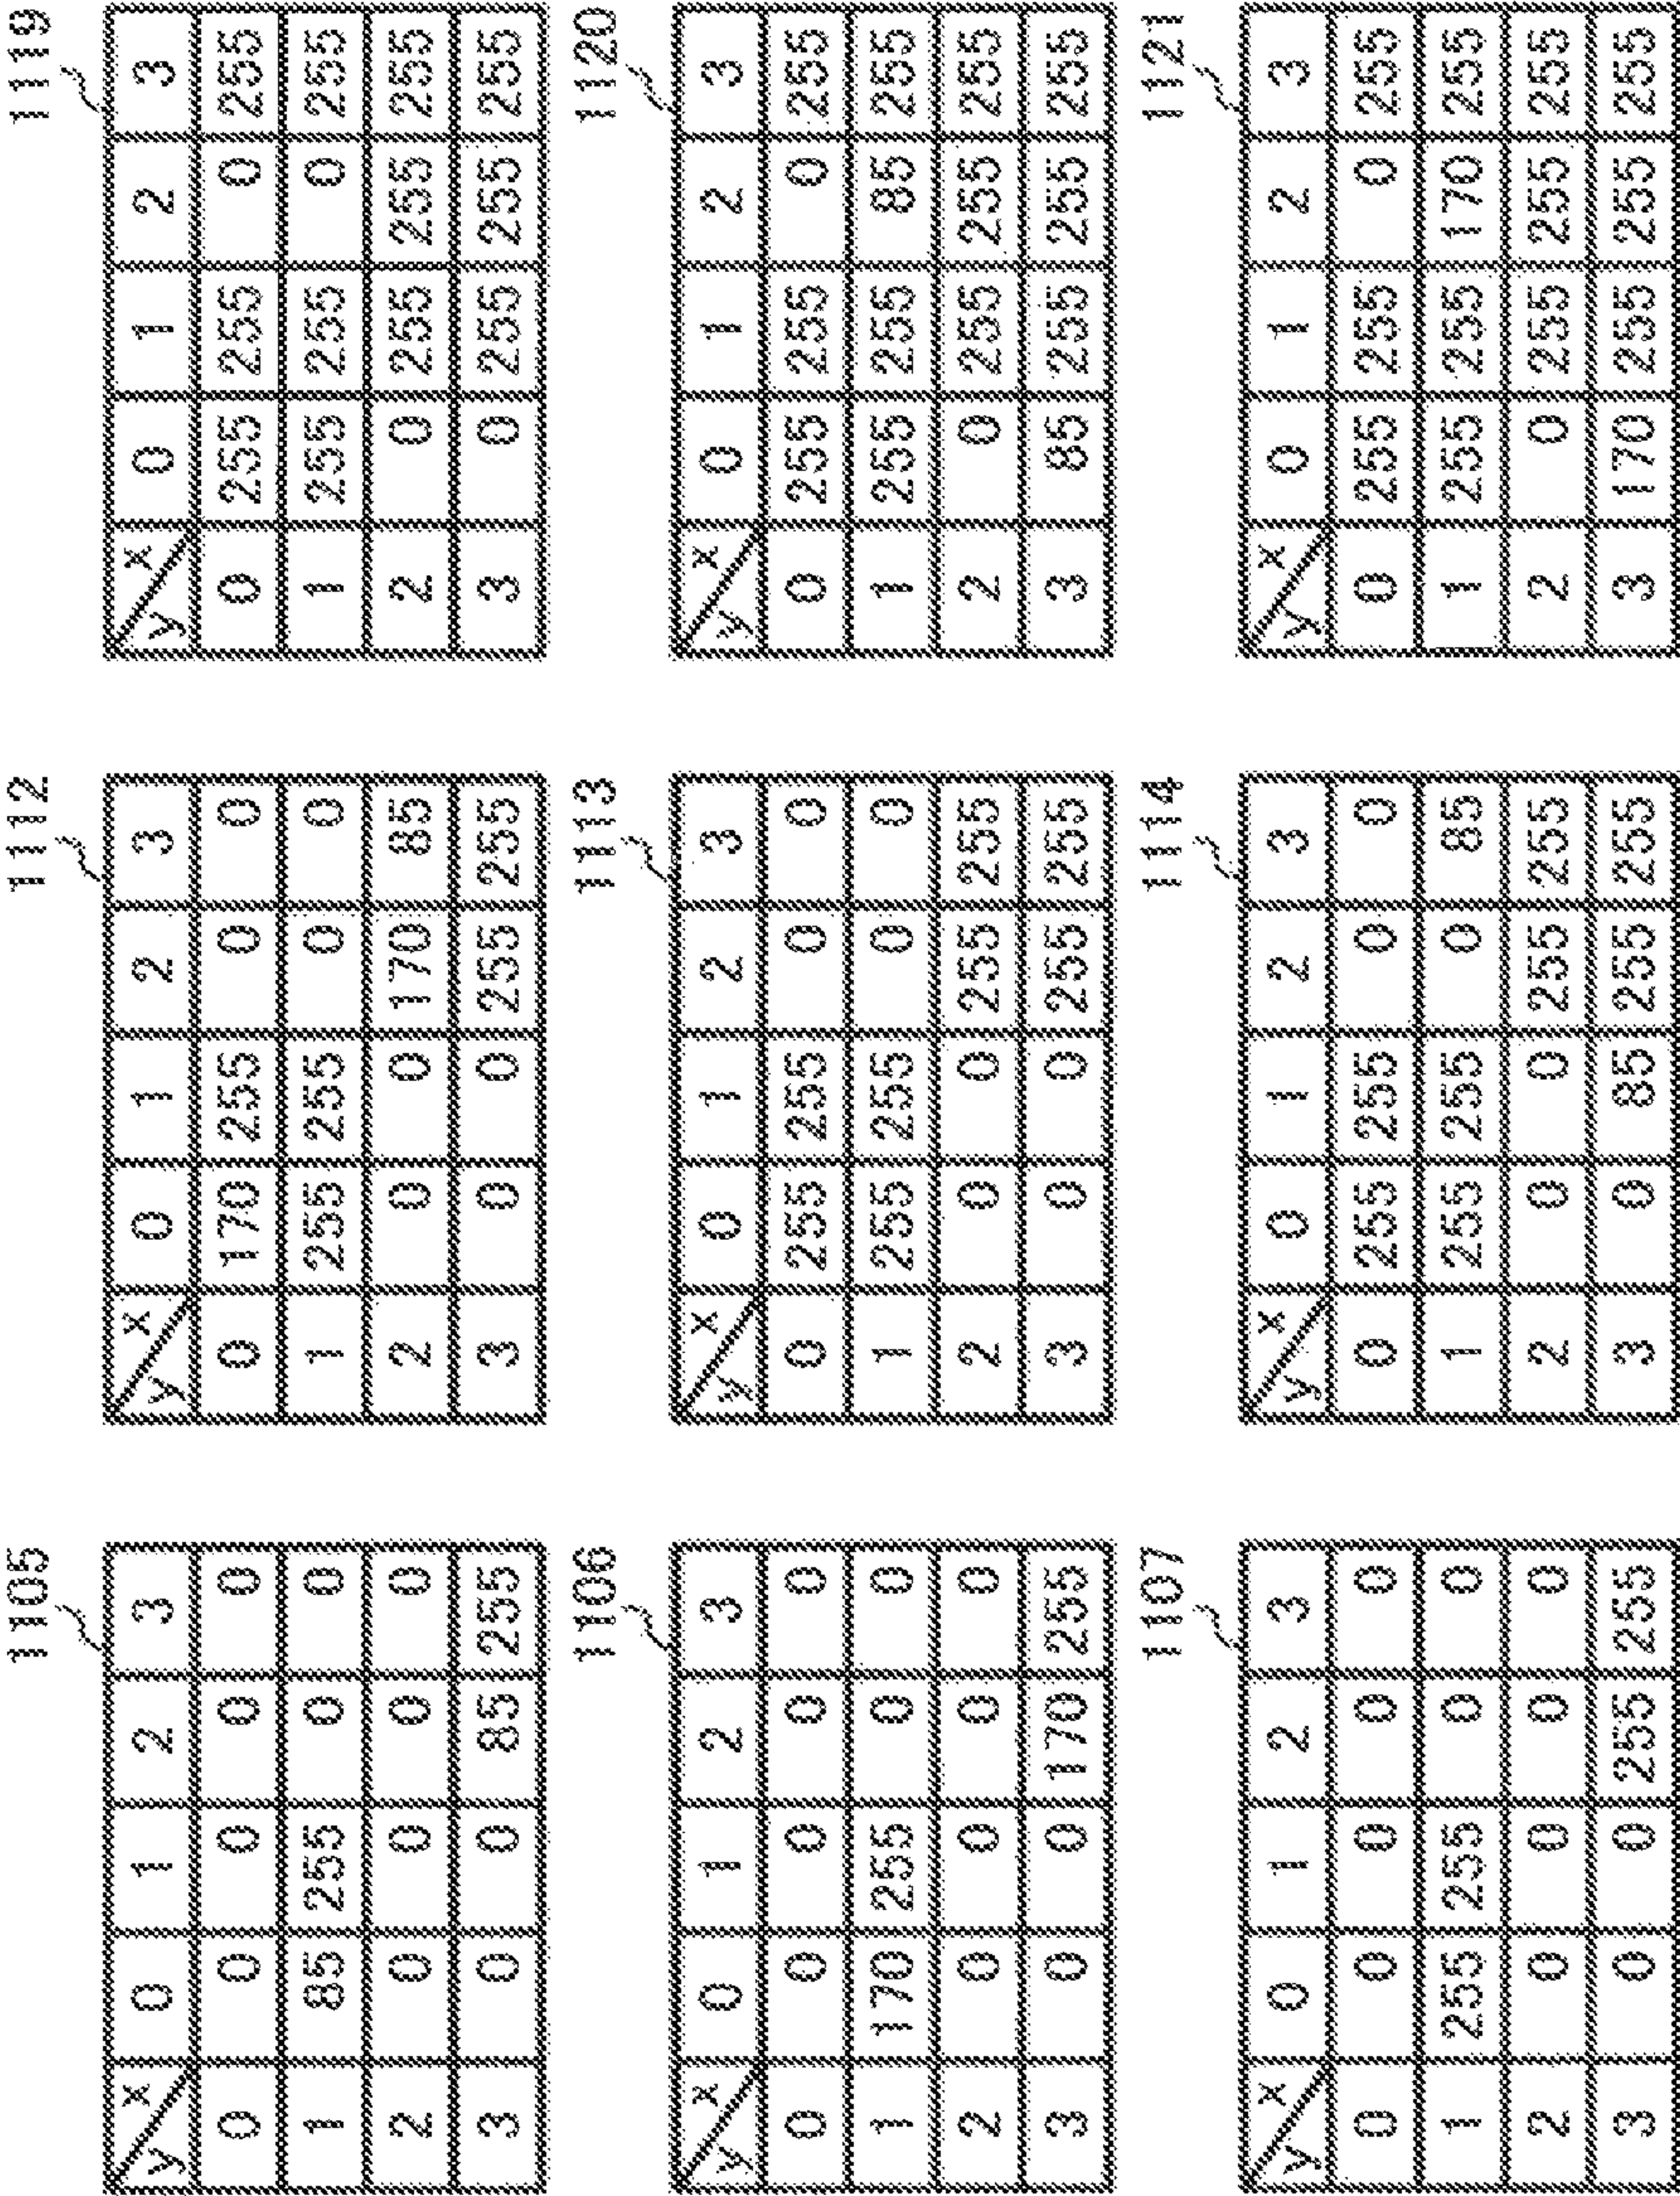 1105
y x 0 1 2 3
0 0 0 0 0
1 85 255 0 0
2 0 0 0 0
3 0 0 85 255
1112
y x 0 1 2 3
0 170 255 0 0
1 255 255 0 0
2 0 0 170 85
3 0 0 255 255
1119
y x 0 1 2 3
0 255 255 0 255
1 255 255 0 255
2 0 255 255 255
3 0 255 255 255
1106
y x 0 1 2 3
0 0 0 0 0
1 170 255 0 0
2 0 0 0 0
3 0 0 170 255
1113
y x 0 1 2 3
0 255 255 0 0
1 255 255 0 0
2 0 0 255 255
3 0 0 255 255
1120
y x 0 1 2 3
0 255 255 0 255
1 255 255 85 255
2 0 255 255 255
3 85 255 255 255
1107
y x 0 1 2 3
0 0 0 0 0
1 255 255 0 0
2 0 0 0 0
3 0 0 255 255
1114
y x 0 1 2 3
0 255 255 0 0
1 255 255 0 85
2 0 0 255 255
3 0 85 255 255
1121
y x 0 1 2 3
0 255 255 0 255
1 255 255 170 255
2 0 255 255 255
3 170 255 255 255